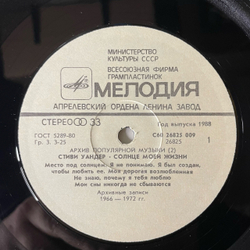 МИНИСТЕРСТВО
КУЛЬТУРЫ СССР
ВСЕСОЮЗНАЯ ФИРМА
ГРАМПЛАСТИНОК
МЕЛОДИЯ
АПРЕЛЕВСКИЙ ОРДЕНА ЛЕНИНА ЗАВОД
СТЕРЕО 33
Год выпуска 1988
ГОСТ 5289-80
Гр. 3. 3-25
С60 26825 009
26825
АРХИВ ПОПУЛЯРНОЙ МУЗЫКИ (2)
СТИВИ УАНДЕР - СОЛНЦЕ МОЕЙ ЖИЗНИ
Место под солнцем. Я не понимаю. Я был создан,
чтобы любить ее. Моя дорогая возлюбленная
Не знаю, почему я тебя люблю
Мои сны никогда не сбываются
Архивные записи
1966 — 1972 гг.